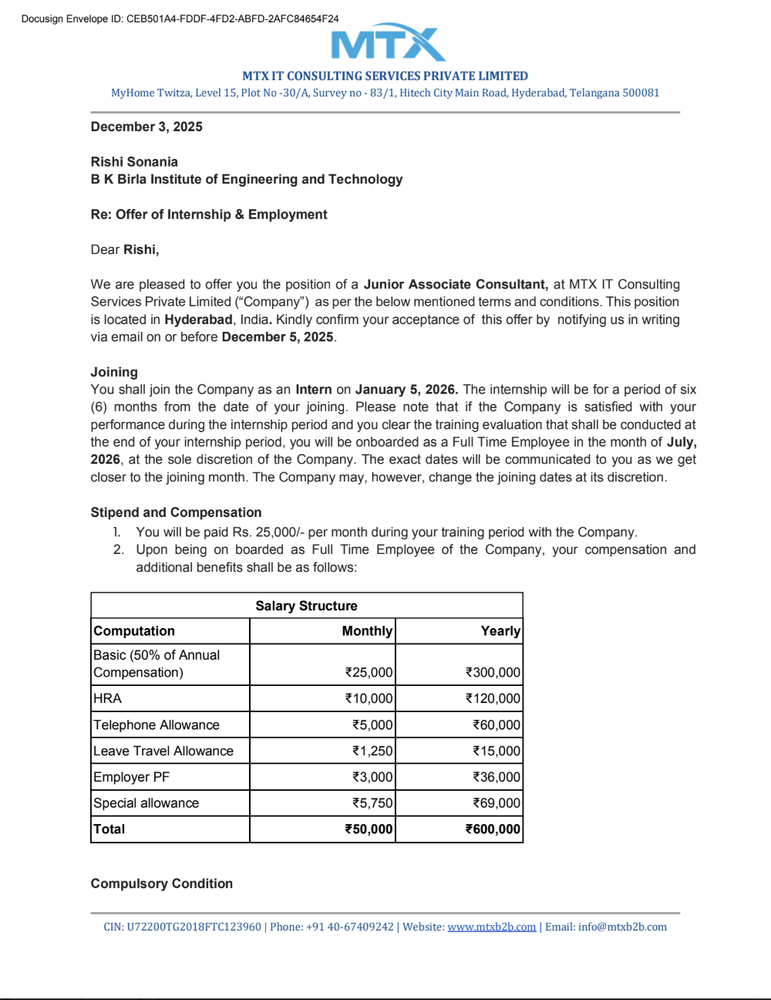 Docusign Envelope ID: CEB501A4-FDDF-4FD2-ABFD-2AFC84654F24
MTX
MTX IT CONSULTING SERVICES PRIVATE LIMITED
MyHome Twitza, Level 15, Plot No -30/A, Survey no - 83/1, Hitech City Main Road, Hyderabad, Telangana 500081
December 3, 2025
Rishi Sonania
B K Birla Institute of Engineering and Technology
Re: Offer of Internship & Employment
Dear Rishi,
We are pleased to offer you the position of a Junior Associate Consultant, at MTX IT Consulting
Services Private Limited (“Company”) as per the below mentioned terms and conditions. This position
is located in Hyderabad, India. Kindly confirm your acceptance of this offer by notifying us in writing
via email on or before December 5, 2025.
Joining
You shall join the Company as an Intern on January 5, 2026. The internship will be for a period of six
(6) months from the date of your joining. Please note that if the Company is satisfied with your
performance during the internship period and you clear the training evaluation that shall be conducted at
the end of your internship period, you will be onboarded as a Full Time Employee in the month of July,
2026, at the sole discretion of the Company. The exact dates will be communicated to you as we get
closer to the joining month. The Company may, however, change the joining dates at its discretion.
Stipend and Compensation
1. You will be paid Rs. 25,000/- per month during your training period with the Company.
2. Upon being on boarded as Full Time Employee of the Company, your compensation and
additional benefits shall be as follows:
Salary Structure
Computation Monthly Yearly
Basic (50% of Annual
Compensation) ₹25,000 ₹300,000
HRA ₹10,000 ₹120,000
Telephone Allowance ₹5,000 ₹60,000
Leave Travel Allowance ₹1,250 ₹15,000
Employer PF ₹3,000 ₹36,000
Special allowance ₹5,750 ₹69,000
Total ₹50,000 ₹600,000
Compulsory Condition
CIN: U72200TG2018FTC123960 | Phone: +91 40-67409242 | Website: www.mtxb2b.com | Email: info@mtxb2b.com